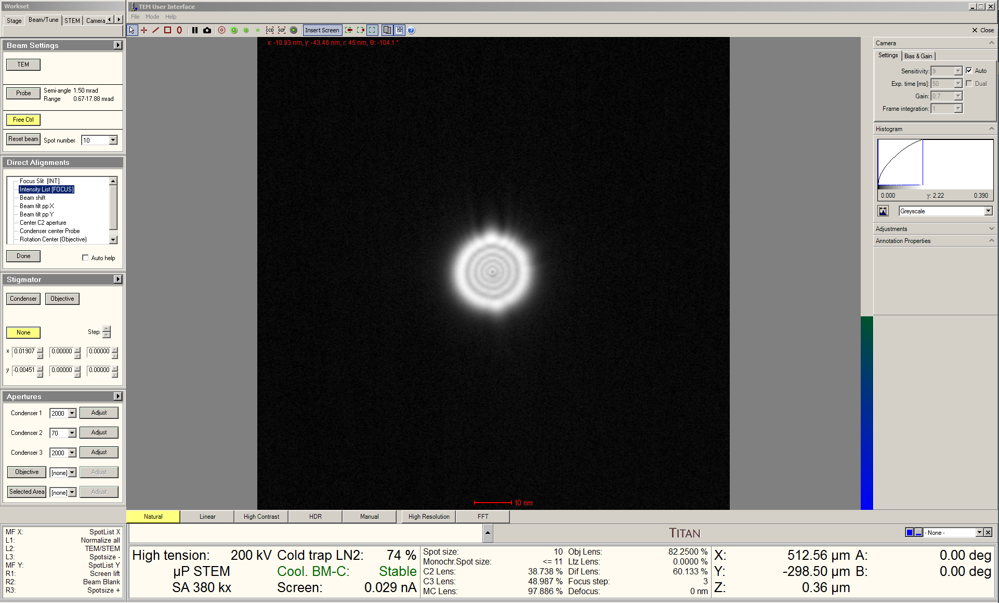 Workset
TEM User Interface
Stage Beam/Tune STEM Camera
File Mode Help
Insert Screen
Close
Beam Settings
TEM
Probe Semi-angle 1.50 mrad
Range 0.67-17.88 mrad
Free Ctrl
Reset beam Spot number 10
Direct Alignments
Focus Slit [INT]
Intensity List [FOCUS]
Beam shift
Beam tilt pp X
Beam tilt pp Y
Center C2 aperture
Condenser center Probe
Rotation Center (Objective)
Done Auto help
Stigmator
Condenser Objective
None Step:
x 0.01907 0.00000 0.00000
y -0.00451 0.00000 0.00000
Apertures
Condenser 1 2000 Adjust
Condenser 2 70 Adjust
Condenser 3 2000 Adjust
Objective [none] Adjust
Selected Area [none] Adjust
x: -10.93 nm, y: -43.46 nm, r: 45 nm, Θ: -104.1 °
10 nm
CCD GIF
Camera
Settings Bias & Gain
Sensitivity: 9 Auto
Exp. time [ms]: 50 Dual
Gain: 0.7
Frame integration: 1
Histogram
0.000 γ: 2.22 0.390
Greyscale
Adjustments
Annotation Properties
Natural Linear High Contrast HDR Manual High Resolution FFT
TITAN
- None -
MF X: SpotList X
L1: Normalize all
L2: TEM/STEM
L3: Spotsize -
MF Y: SpotList Y
R1: Screen lift
R2: Beam Blank
R3: Spotsize +
High tension: 200 kV Cold trap LN2: 74 %
µP STEM Cool. BM-C: Stable
SA 380 kx Screen: 0.029 nA
Spot size: 10 Obj Lens: 82.2500 %
Monochr.Spot size: <= 11 Ltz Lens: 0.0000 %
C2 Lens: 38.738 % Dif Lens: 60.133 %
C3 Lens: 48.987 % Focus step: 3
MC Lens: 97.886 % Defocus: 0 nm
X: 512.56 µm A: 0.00 deg
Y: -298.50 µm B: 0.00 deg
Z: 0.36 µm